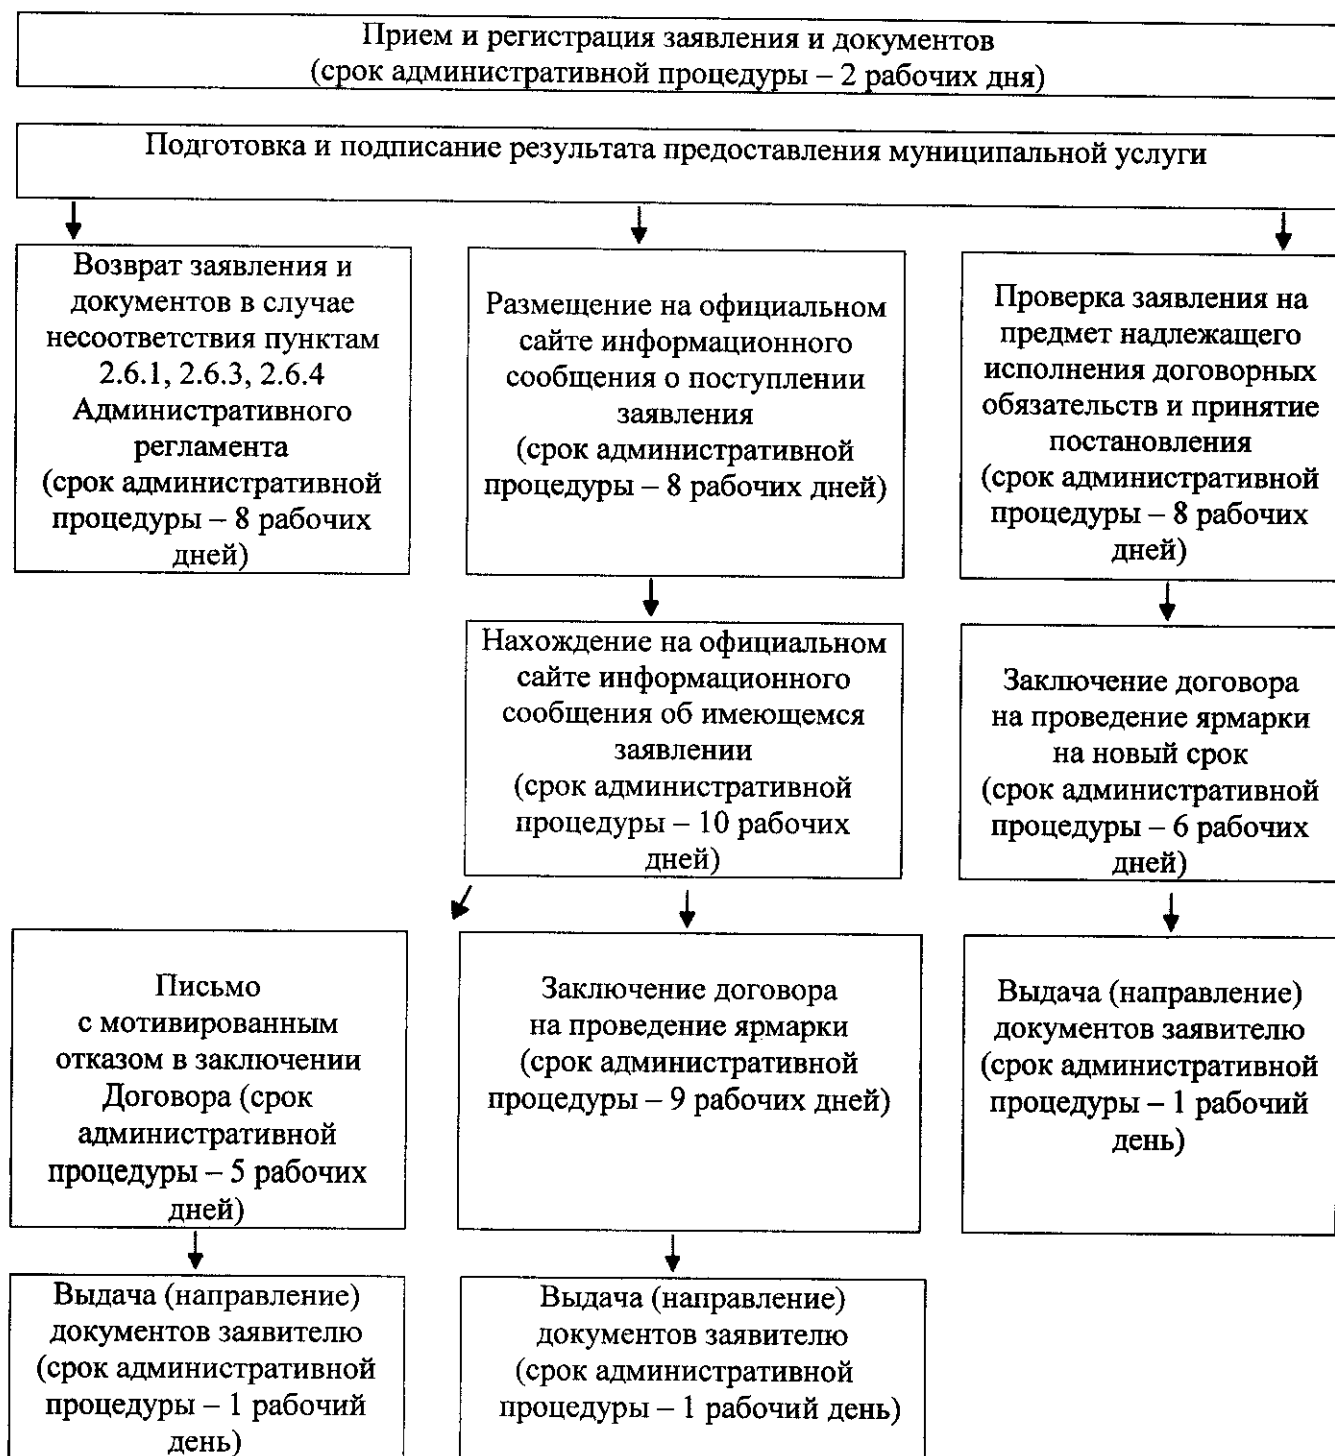 Прием и регистрация заявления и документов
(срок административной процедуры – 2 рабочих дня)
Подготовка и подписание результата предоставления муниципальной услуги
Возврат заявления и
документов в случае
несоответствия пунктам
2.6.1, 2.6.3, 2.6.4
Административного
регламента
(срок административной
процедуры – 8 рабочих
дней)
Размещение на официальном
сайте информационного
сообщения о поступлении
заявления
(срок административной
процедуры – 8 рабочих дней)
Проверка заявления на
предмет надлежащего
исполнения договорных
обязательств и принятие
постановления
(срок административной
процедуры – 8 рабочих
дней)
Нахождение на официальном
сайте информационного
сообщения об имеющемся
заявлении
(срок административной
процедуры – 10 рабочих
дней)
Заключение договора
на проведение ярмарки
на новый срок
(срок административной
процедуры – 6 рабочих
дней)
Письмо
с мотивированным
отказом в заключении
Договора (срок
административной
процедуры – 5 рабочих
дней)
Заключение договора
на проведение ярмарки
(срок административной
процедуры – 9 рабочих дней)
Выдача (направление)
документов заявителю
(срок административной
процедуры – 1 рабочий
день)
Выдача (направление)
документов заявителю
(срок административной
процедуры – 1 рабочий
день)
Выдача (направление)
документов заявителю
(срок административной
процедуры – 1 рабочий день)